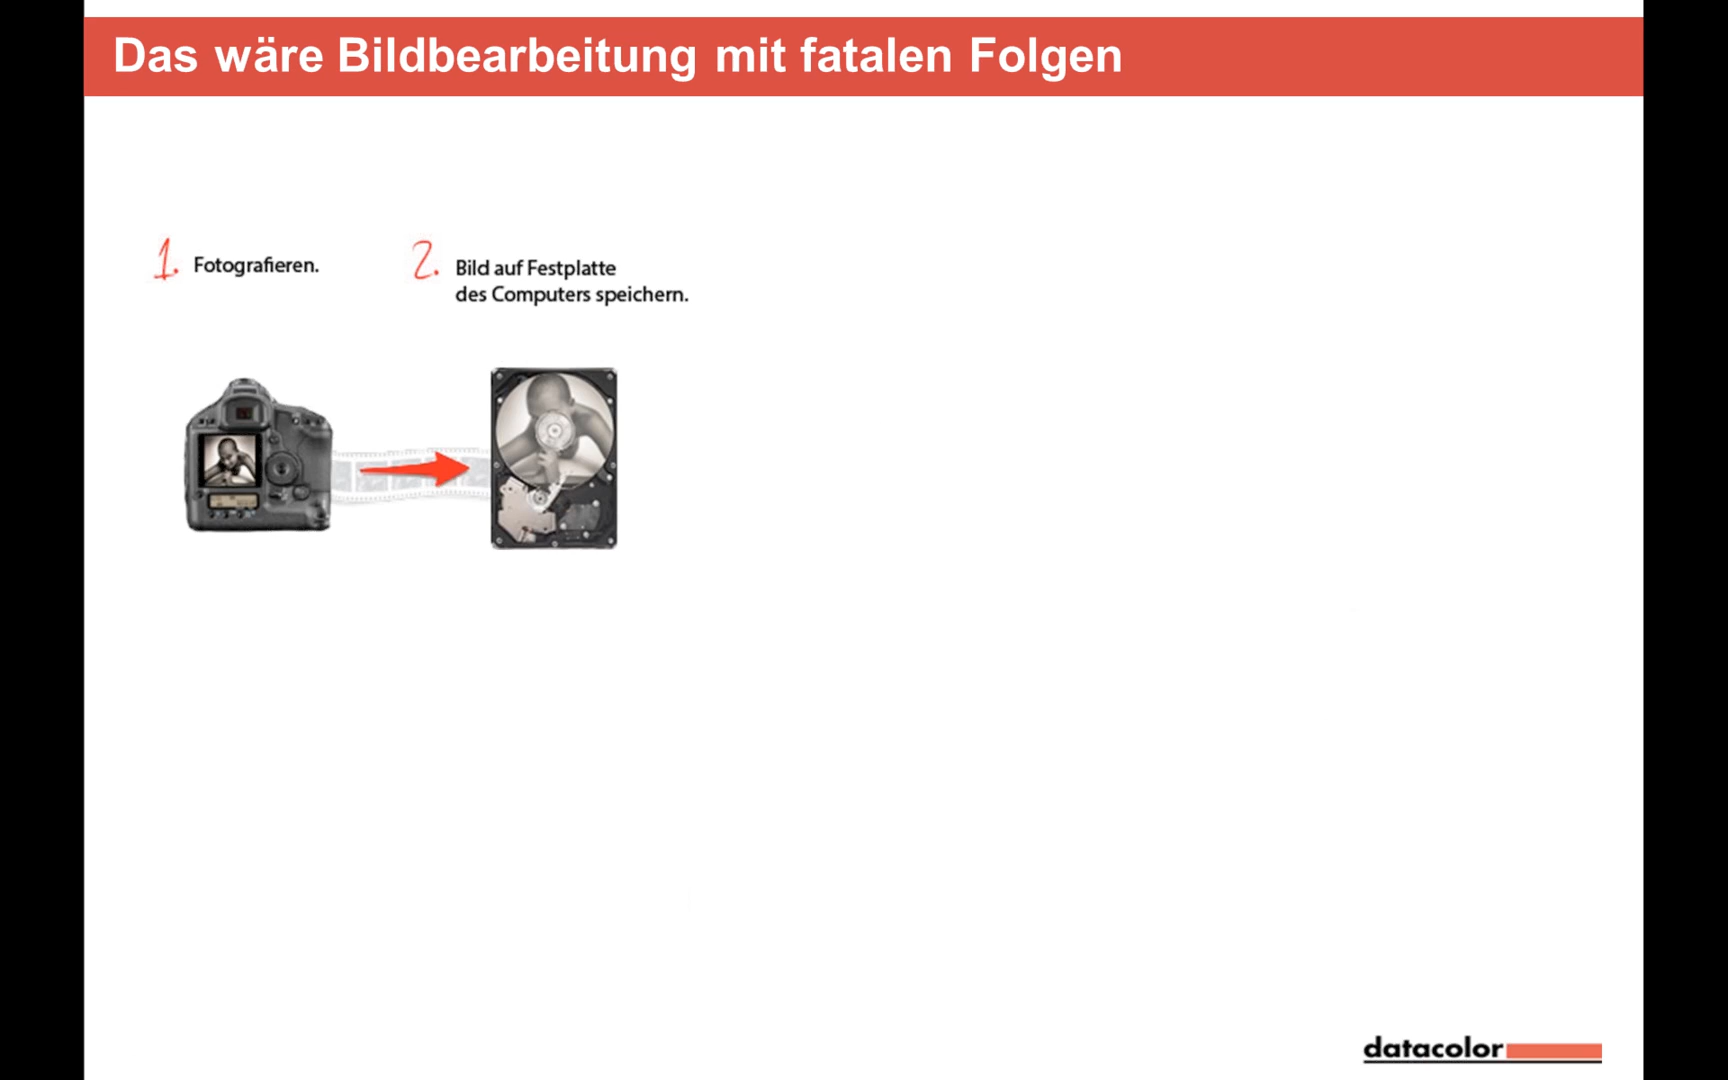 Das wäre Bildbearbeitung mit fatalen Folgen
1. Fotografieren.
2. Bild auf Festplatte
des Computers speichern.
datacolor